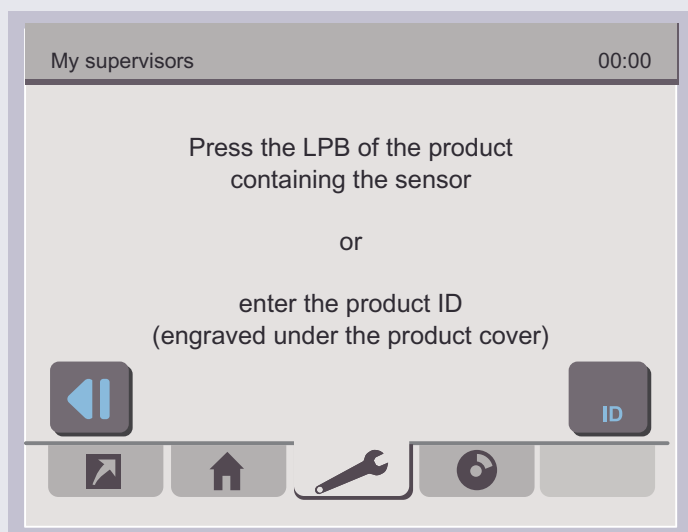 My supervisors 00:00
Press the LPB of the product
containing the sensor
or
enter the product ID
(engraved under the product cover)
ID